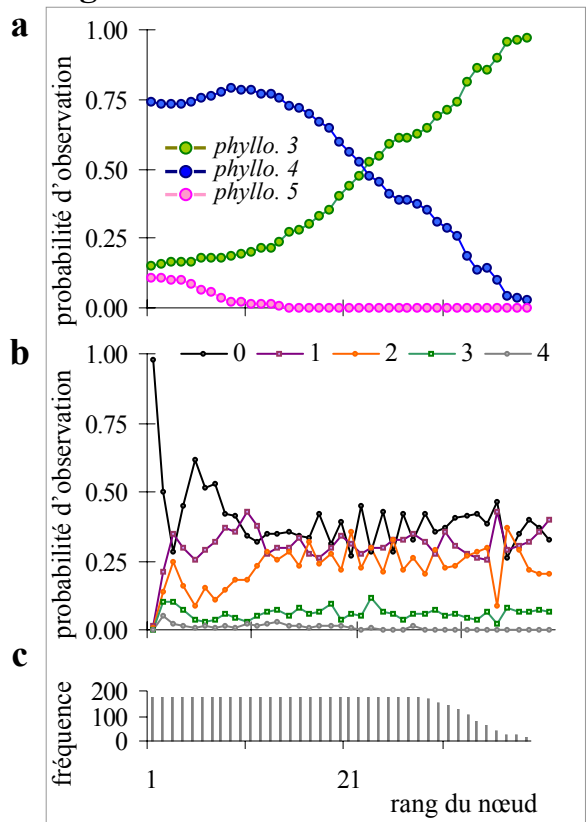 a
1.00
0.75
0.50
0.25
0.00
probabilité d'observation
phyllo. 3
phyllo. 4
phyllo. 5
b
1.00
0.75
0.50
0.25
0.00
probabilité d'observation
0 1 2 3 4
c
200
100
0
fréquence
1 21
rang du nœud